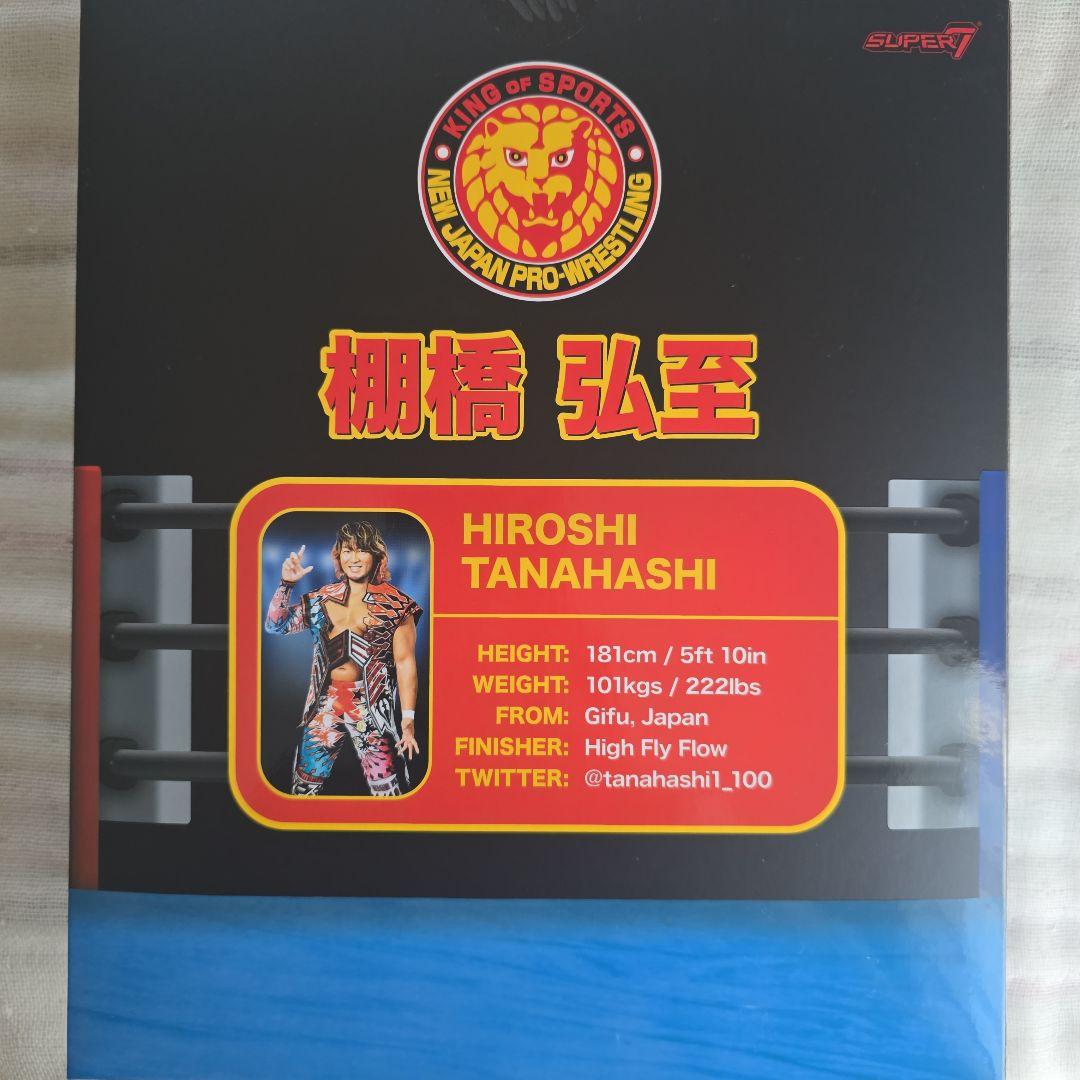 SUPER7
KING OF SPORTS
NEW JAPAN PRO-WRESTLING
棚橋 弘至
HIROSHI
TANAHASHI
HEIGHT: 181cm / 5ft 10in
WEIGHT: 101kgs / 222lbs
FROM: Gifu, Japan
FINISHER: High Fly Flow
TWITTER: @tanahashi1_100